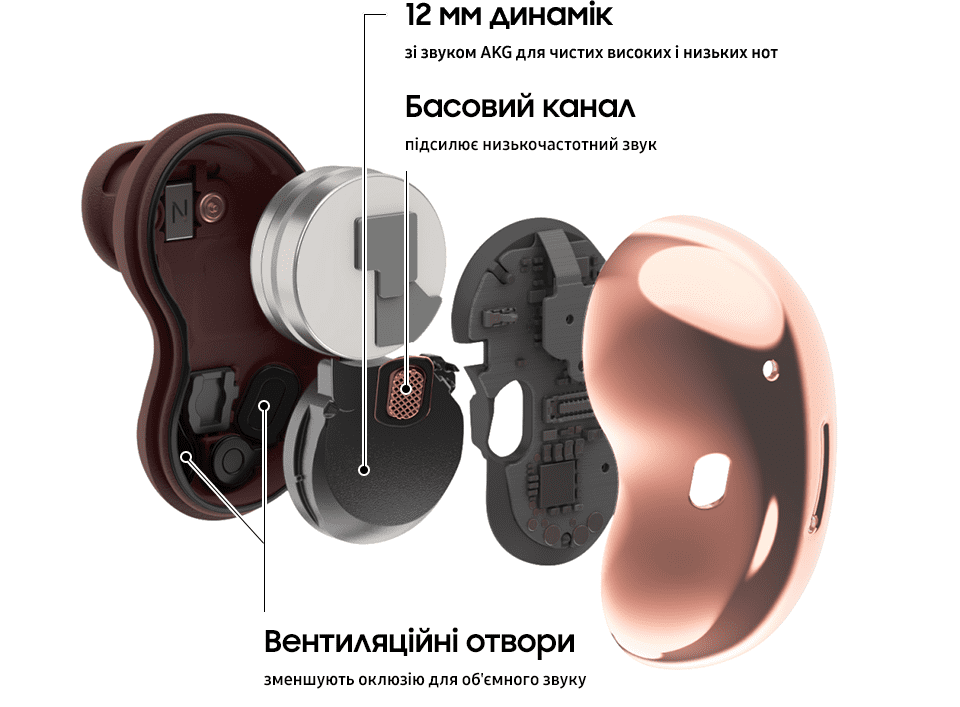 12 мм динамік
зі звуком AKG для чистих високих і низьких нот
Басовий канал
підсилює низькочастотний звук
N
Вентиляційні отвори
зменшують оклюзію для об'ємного звуку